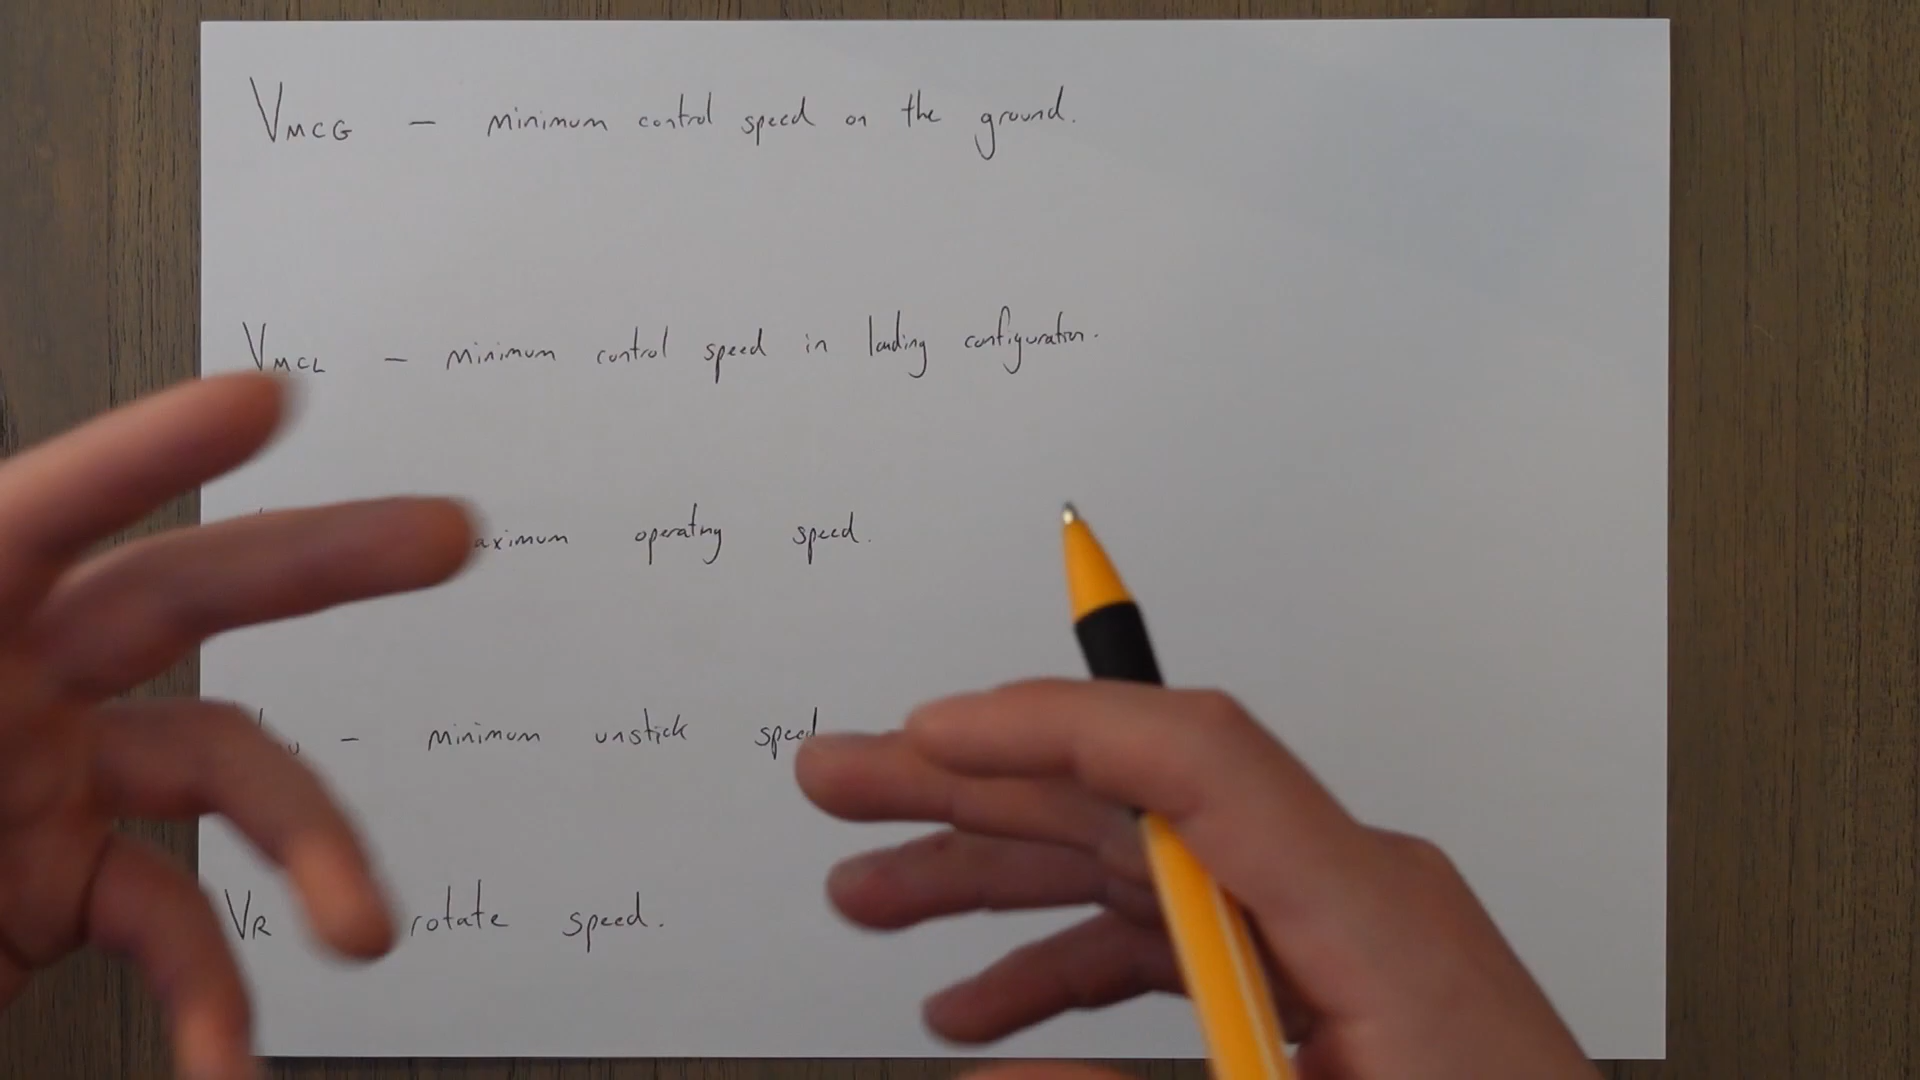 VMCG - minimum control speed on the ground.
VMCL - minimum control speed in landing configuration.
aximum operating speed.
U - minimum unstick speed
VR rotate speed.